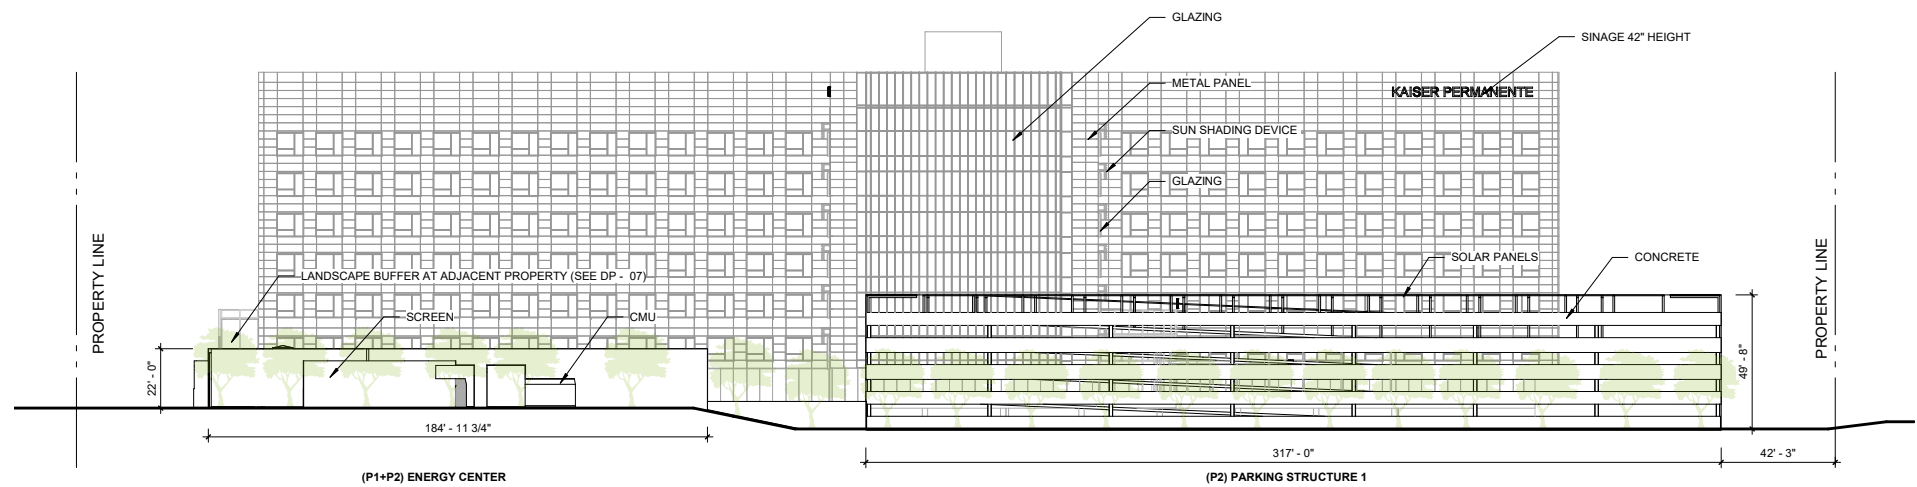 GLAZING
SINAGE 42" HEIGHT
METAL PANEL
KAISER PERMANENTE
SUN SHADING DEVICE
GLAZING
PROPERTY LINE
LANDSCAPE BUFFER AT ADJACENT PROPERTY (SEE DP - 07)
SOLAR PANELS
CONCRETE
PROPERTY LINE
SCREEN
CMU
22' - 0"
49' - 8"
184' - 11 3/4"
317' - 0"
42' - 3"
(P1+P2) ENERGY CENTER
(P2) PARKING STRUCTURE 1